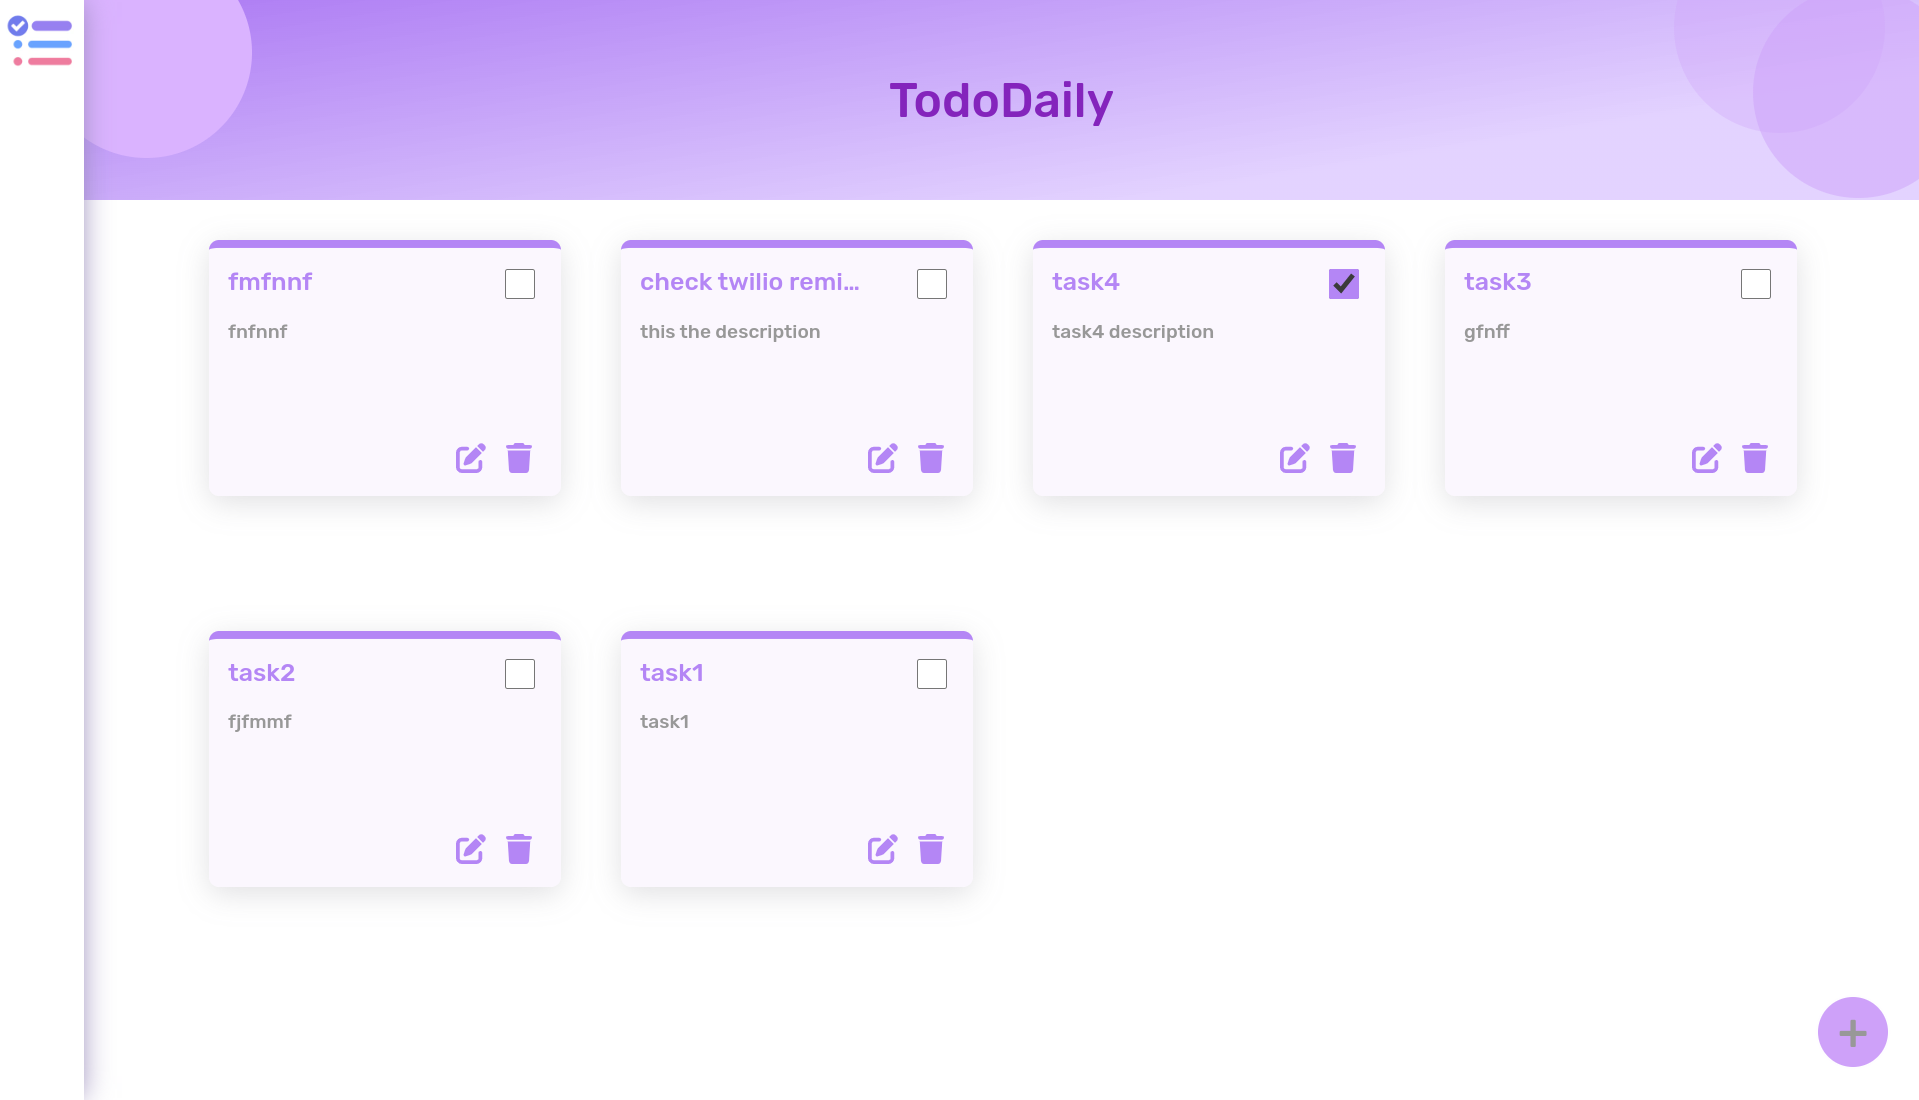 TodoDaily
fmfnnf
fnfnnf
check twilio remi...
this the description
task4
task4 description
task3
gfnff
task2
fjfmmf
task1
task1